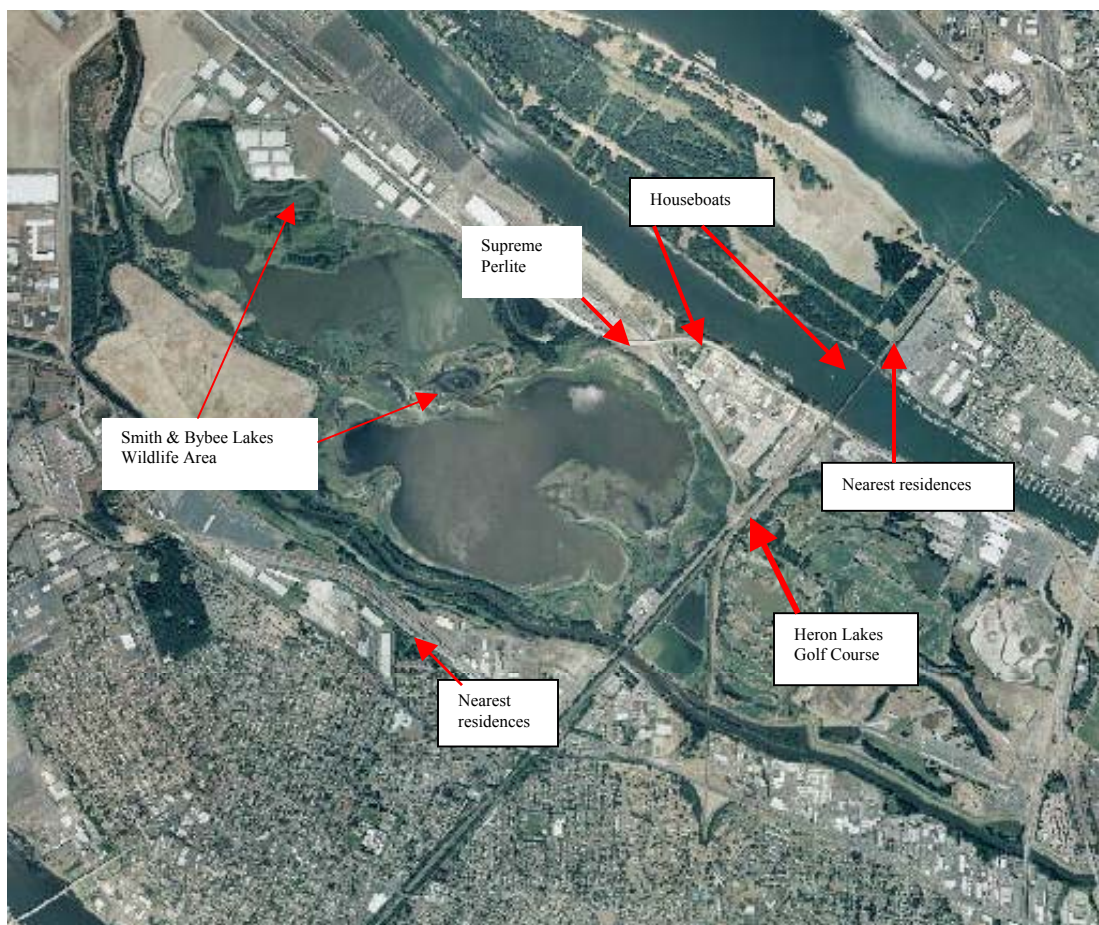 Houseboats
Supreme
Perlite
Smith & Bybee Lakes
Wildlife Area
Nearest residences
Heron Lakes
Golf Course
Nearest
residences